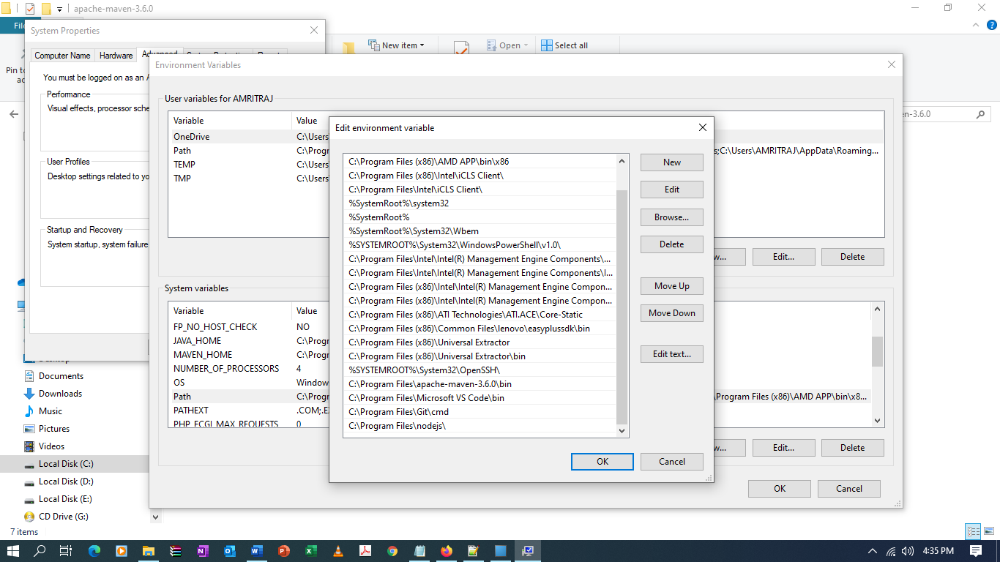 apache-maven-3.6.0
File
System Properties
Computer Name Hardware Advanced
You must be logged on as an A
Performance
Visual effects, processor sche
User Profiles
Desktop settings related to yo
Startup and Recovery
System startup, system failure
Pin to
New item
Open
Select all
en-3.6.0
Environment Variables
User variables for AMRITRAJ
Variable Value
OneDrive C:\Users
Path C:\Progr s;C:\Users\AMRITRAJ\AppData\Roaming...
TEMP C:\Users
TMP C:\Users
w... Edit... Delete
System variables
Variable Value
FP_NO_HOST_CHECK NO
JAVA_HOME C:\Progr
MAVEN_HOME C:\Progr
NUMBER_OF_PROCESSORS 4
OS Window
Path C:\Progr \Program Files (x86)\AMD APP\bin\x8...
PATHEXT .COM;.E
PHP_FCGI_MAX_REQUESTS 0
w... Edit... Delete
OK Cancel
Edit environment variable
C:\Program Files (x86)\AMD APP\bin\x86
C:\Program Files (x86)\Intel\iCLS Client\
C:\Program Files\Intel\iCLS Client\
%SystemRoot%\system32
%SystemRoot%
%SystemRoot%\System32\Wbem
%SYSTEMROOT%\System32\WindowsPowerShell\v1.0\
C:\Program Files\Intel\Intel(R) Management Engine Components\...
C:\Program Files\Intel\Intel(R) Management Engine Components\I...
C:\Program Files (x86)\Intel\Intel(R) Management Engine Compon...
C:\Program Files (x86)\Intel\Intel(R) Management Engine Compon...
C:\Program Files (x86)\ATI Technologies\ATI.ACE\Core-Static
C:\Program Files (x86)\Common Files\lenovo\easyplussdk\bin
C:\Program Files (x86)\Universal Extractor
C:\Program Files (x86)\Universal Extractor\bin
%SYSTEMROOT%\System32\OpenSSH\
C:\Program Files\apache-maven-3.6.0\bin
C:\Program Files\Microsoft VS Code\bin
C:\Program Files\Git\cmd
C:\Program Files\nodejs\
New
Edit
Browse...
Delete
Move Up
Move Down
Edit text...
OK Cancel
Documents
Downloads
Music
Pictures
Videos
Local Disk (C:)
Local Disk (D:)
Local Disk (E:)
CD Drive (G:)
7 items
4:35 PM